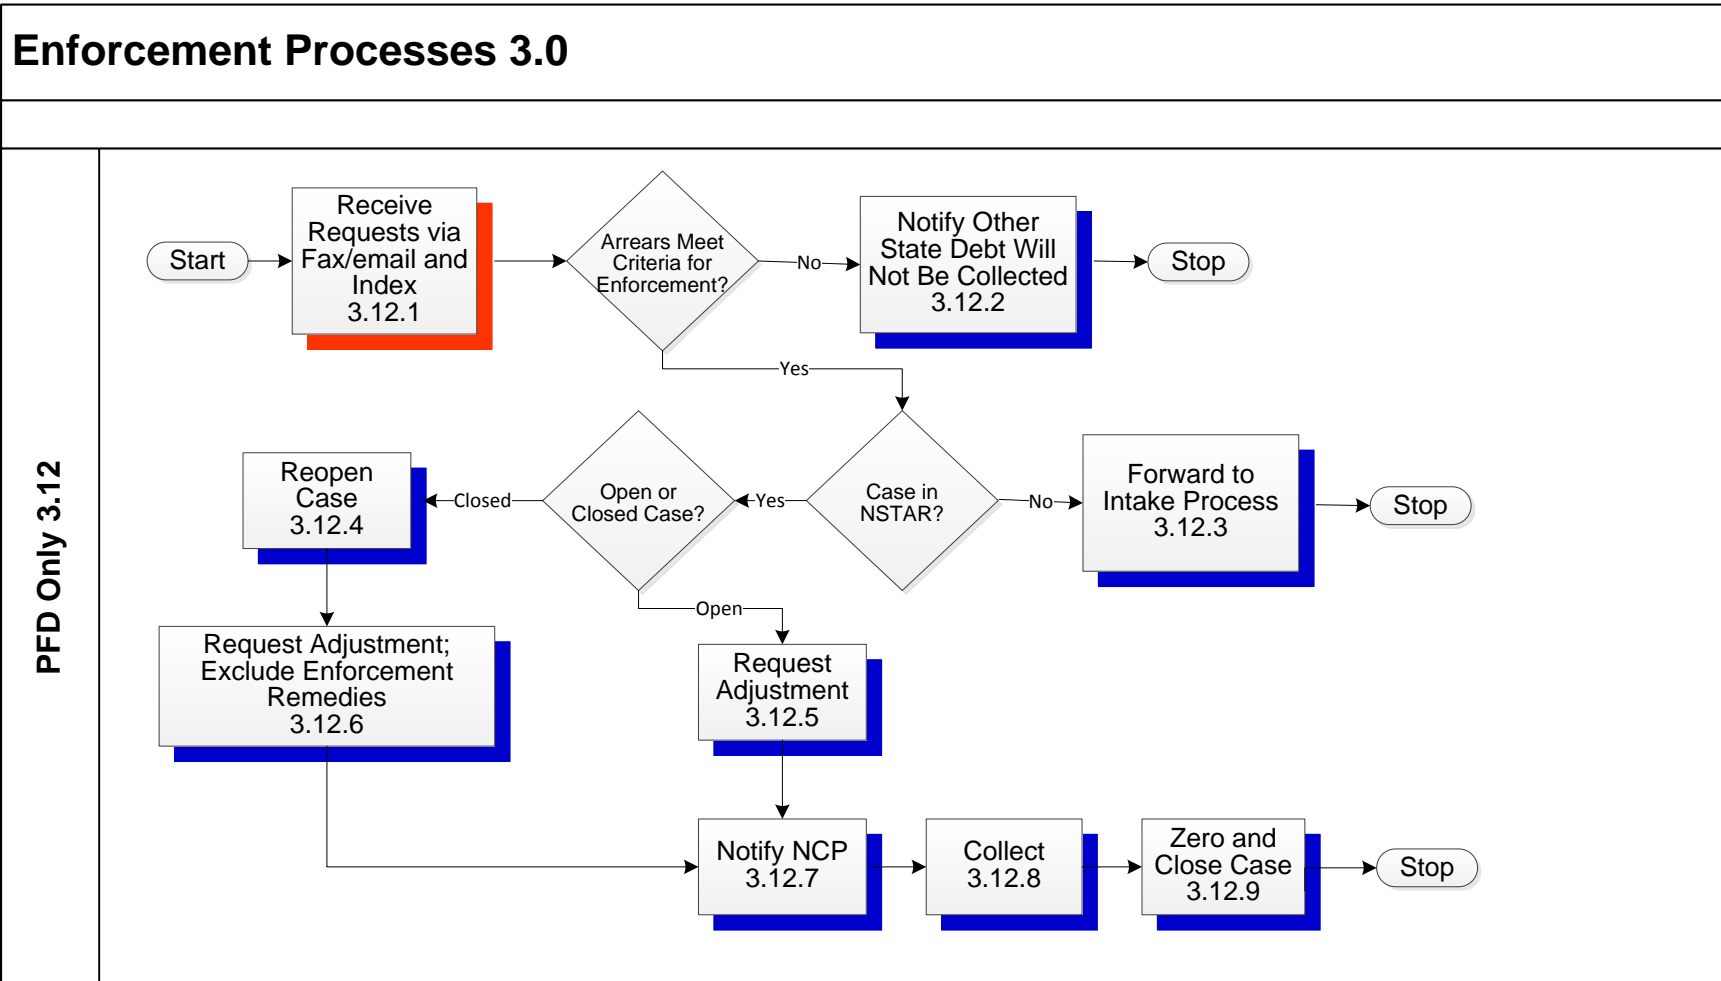 Enforcement Processes 3.0
PFD Only 3.12
Start
Receive
Requests via
Fax/email and
Index
3.12.1
Arrears Meet
Criteria for
Enforcement?
No
Notify Other
State Debt Will
Not Be Collected
3.12.2
Stop
Yes
Reopen
Case
3.12.4
Closed
Open or
Closed Case?
Yes
Case in
NSTAR?
No
Forward to
Intake Process
3.12.3
Stop
Open
Request Adjustment;
Exclude Enforcement
Remedies
3.12.6
Request
Adjustment
3.12.5
Notify NCP
3.12.7
Collect
3.12.8
Zero and
Close Case
3.12.9
Stop